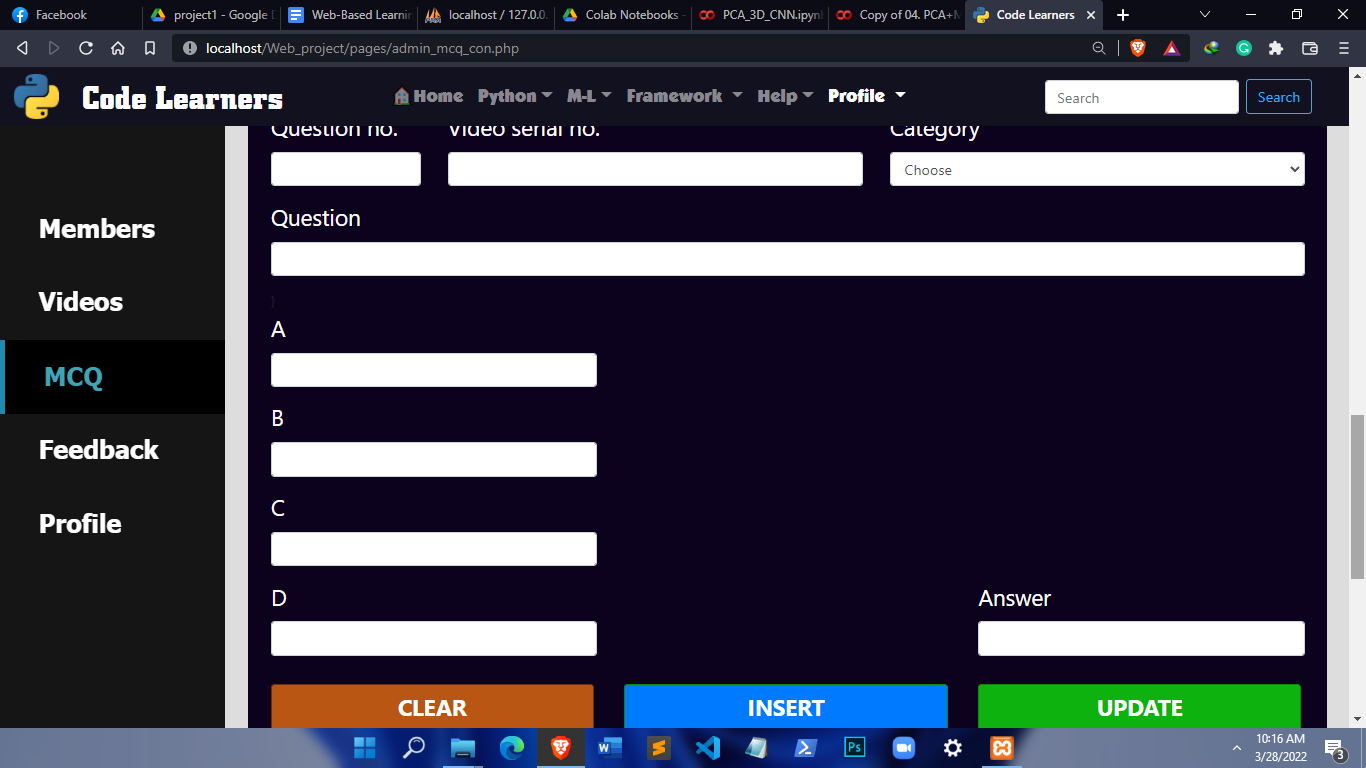 Facebook
project1 - Google D
Web-Based Learnin
localhost / 127.0.0.
Colab Notebooks -
PCA_3D_CNN.ipynb
Copy of 04. PCA+M
Code Learners
localhost/Web_project/pages/admin_mcq_con.php
Code Learners
Home Python M-L Framework Help Profile
Search
Search
Question no. Video serial no. Category
Choose
Members
Videos
MCQ
Feedback
Profile
Question
A
B
C
D Answer
CLEAR INSERT UPDATE
10:16 AM
3/28/2022
3